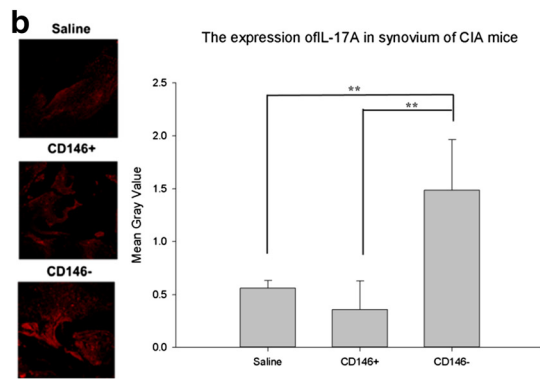 b
Saline
CD146+
CD146-
The expression ofIL-17A in synovium of CIA mice
Mean Gray Value
2.5
2.0
1.5
1.0
0.5
0.0
**
**
Saline CD146+ CD146-